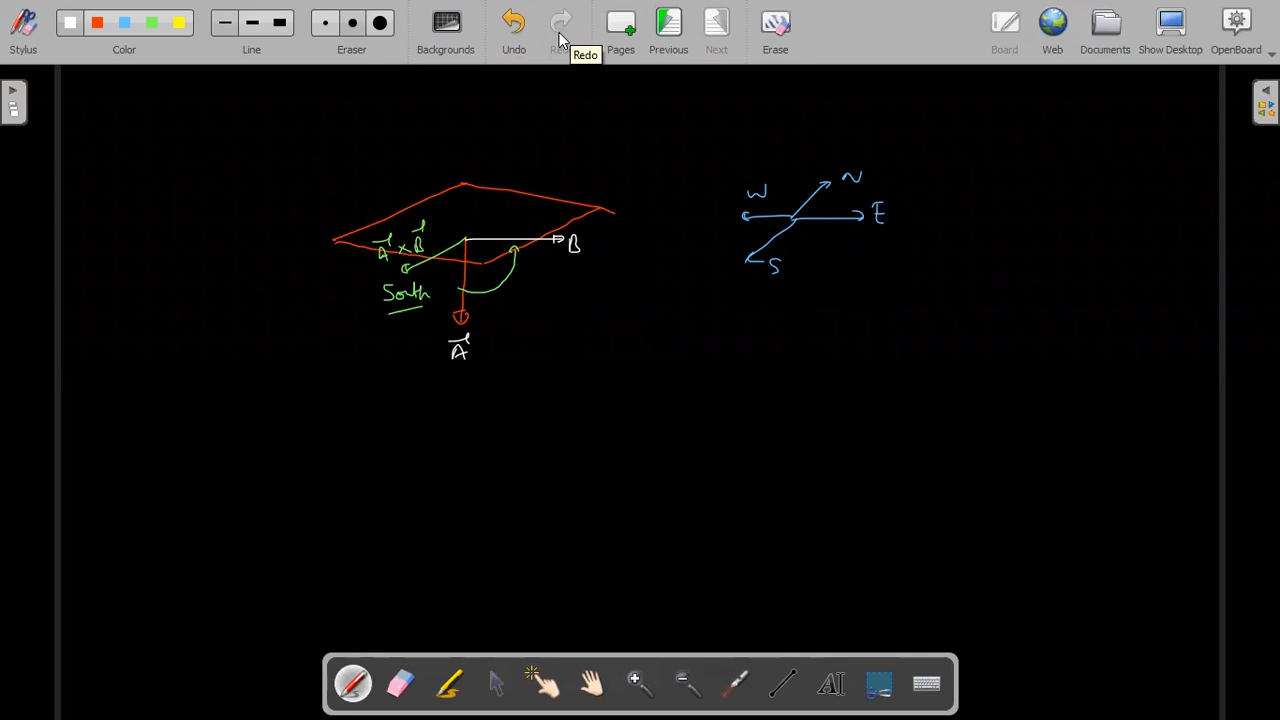 Stylus
Color
Line
Eraser
Backgrounds
Undo
Redo
Pages
Previous
Next
Erase
Board
Web
Documents
Show Desktop
OpenBoard
W
N
E
S
A⃗ × B⃗
B
South
A⃗